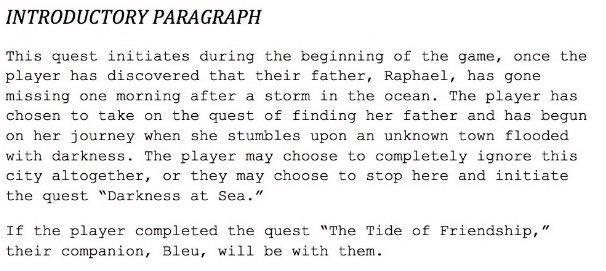 INTRODUCTORY PARAGRAPH
This quest initiates during the beginning of the game, once the
player has discovered that their father, Raphael, has gone
missing one morning after a storm in the ocean. The player has
chosen to take on the quest of finding her father and has begun
on her journey when she stumbles upon an unknown town flooded
with darkness. The player may choose to completely ignore this
city altogether, or they may choose to stop here and initiate
the quest “Darkness at Sea.”
If the player completed the quest “The Tide of Friendship,”
their companion, Bleu, will be with them.